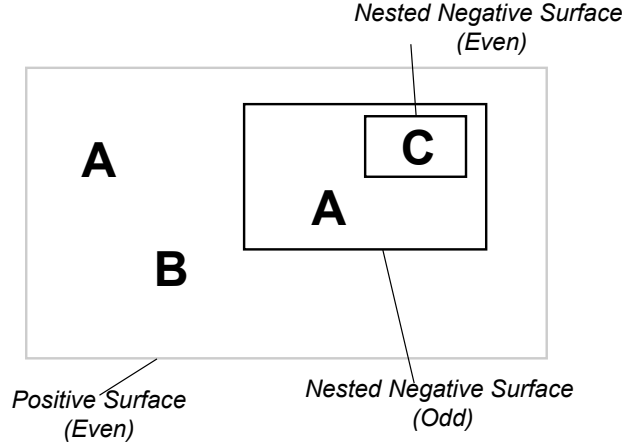 Nested Negative Surface
(Even)
C
A
A
B
Positive Surface
(Even)
Nested Negative Surface
(Odd)